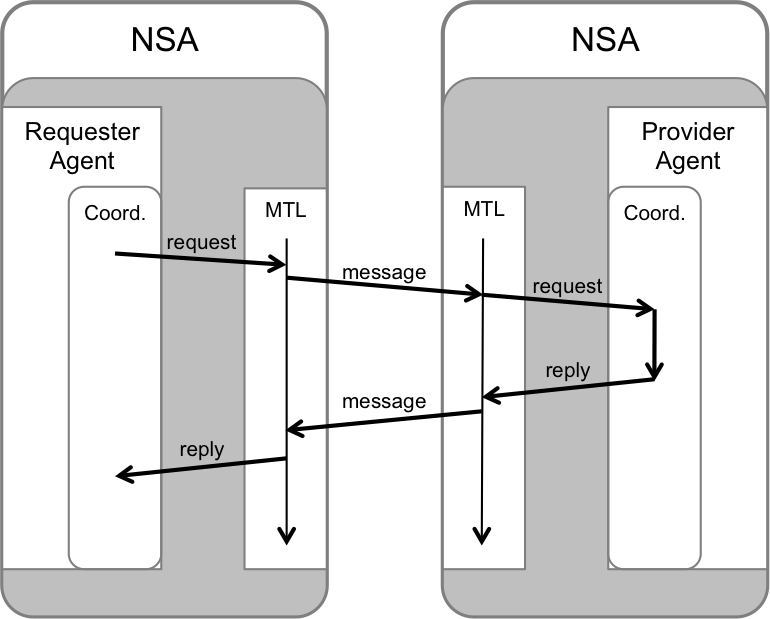 NSA
NSA
Requester
Agent
Provider
Agent
Coord.
MTL
MTL
Coord.
request
message
request
reply
message
reply